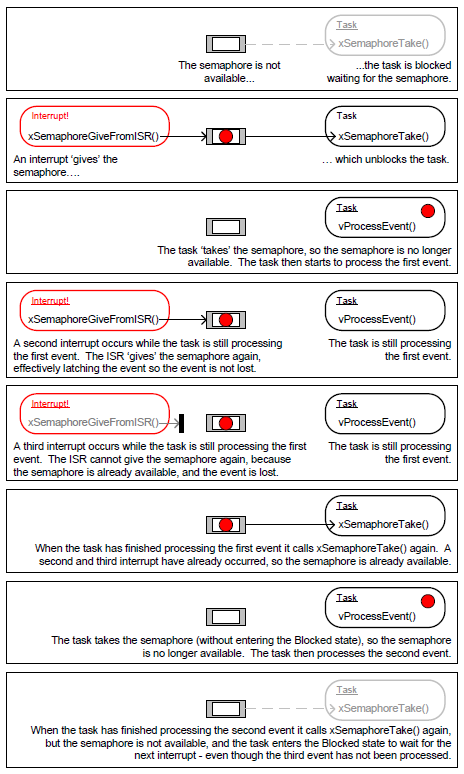 Task
xSemaphoreTake()
The semaphore is not
available...
...the task is blocked
waiting for the semaphore.
Interrupt!
xSemaphoreGiveFromISR()
Task
xSemaphoreTake()
An interrupt ‘gives’ the
semaphore….
… which unblocks the task.
Task
vProcessEvent()
The task ‘takes’ the semaphore, so the semaphore is no longer
available. The task then starts to process the first event.
Interrupt!
xSemaphoreGiveFromISR()
Task
vProcessEvent()
A second interrupt occurs while the task is still processing
the first event. The ISR ‘gives’ the semaphore again,
effectively latching the event so the event is not lost.
The task is still processing
the first event.
Interrupt!
xSemaphoreGiveFromISR()
Task
vProcessEvent()
A third interrupt occurs while the task is still processing the first
event. The ISR cannot give the semaphore again, because
the semaphore is already available, and the event is lost.
The task is still processing
the first event.
Task
xSemaphoreTake()
When the task has finished processing the first event it calls xSemaphoreTake() again. A
second and third interrupt have already occurred, so the semaphore is already available.
Task
vProcessEvent()
The task takes the semaphore (without entering the Blocked state), so the semaphore
is no longer available. The task then processes the second event.
Task
xSemaphoreTake()
When the task has finished processing the second event it calls xSemaphoreTake() again,
but the semaphore is not available, and the task enters the Blocked state to wait for the
next interrupt - even though the third event has not been processed.